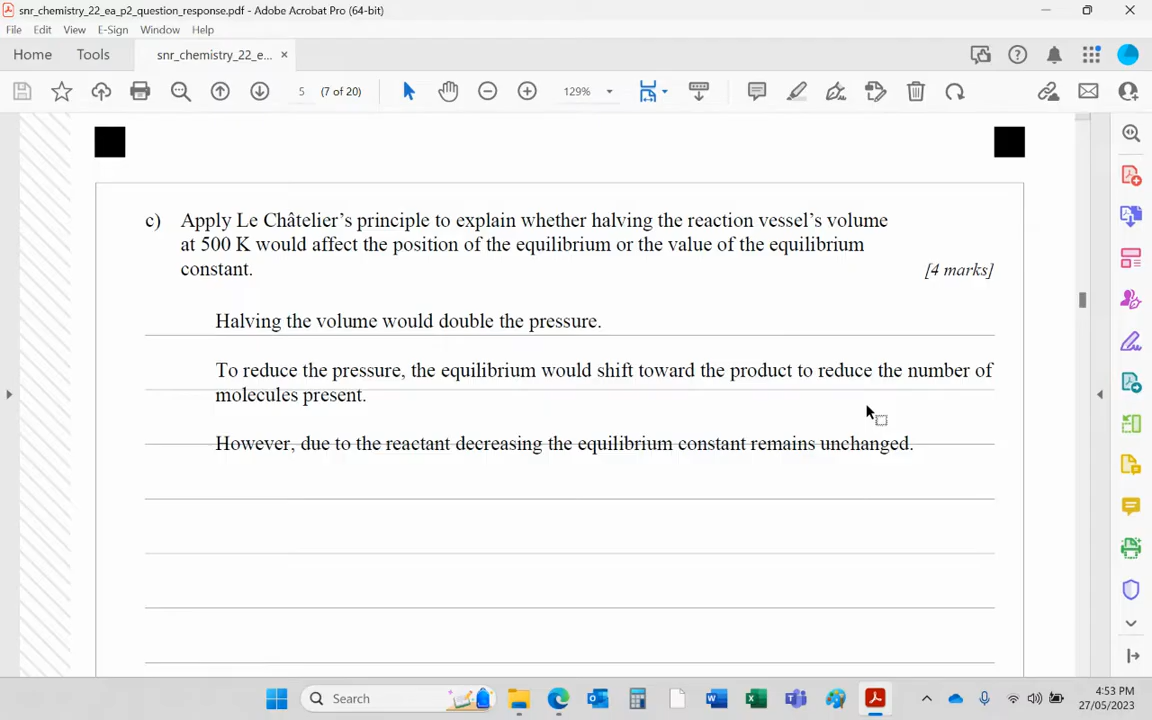 snr_chemistry_22_ea_p2_question_response.pdf - Adobe Acrobat Pro (64-bit)
File Edit View E-Sign Window Help
Home Tools snr_chemistry_22_e... ×
5 (7 of 20) 129%
c) Apply Le Châtelier's principle to explain whether halving the reaction vessel's volume
at 500 K would affect the position of the equilibrium or the value of the equilibrium
constant. [4 marks]
Halving the volume would double the pressure.
To reduce the pressure, the equilibrium would shift toward the product to reduce the number of
molecules present.
However, due to the reactant decreasing the equilibrium constant remains unchanged.
Search
4:53 PM
27/05/2023